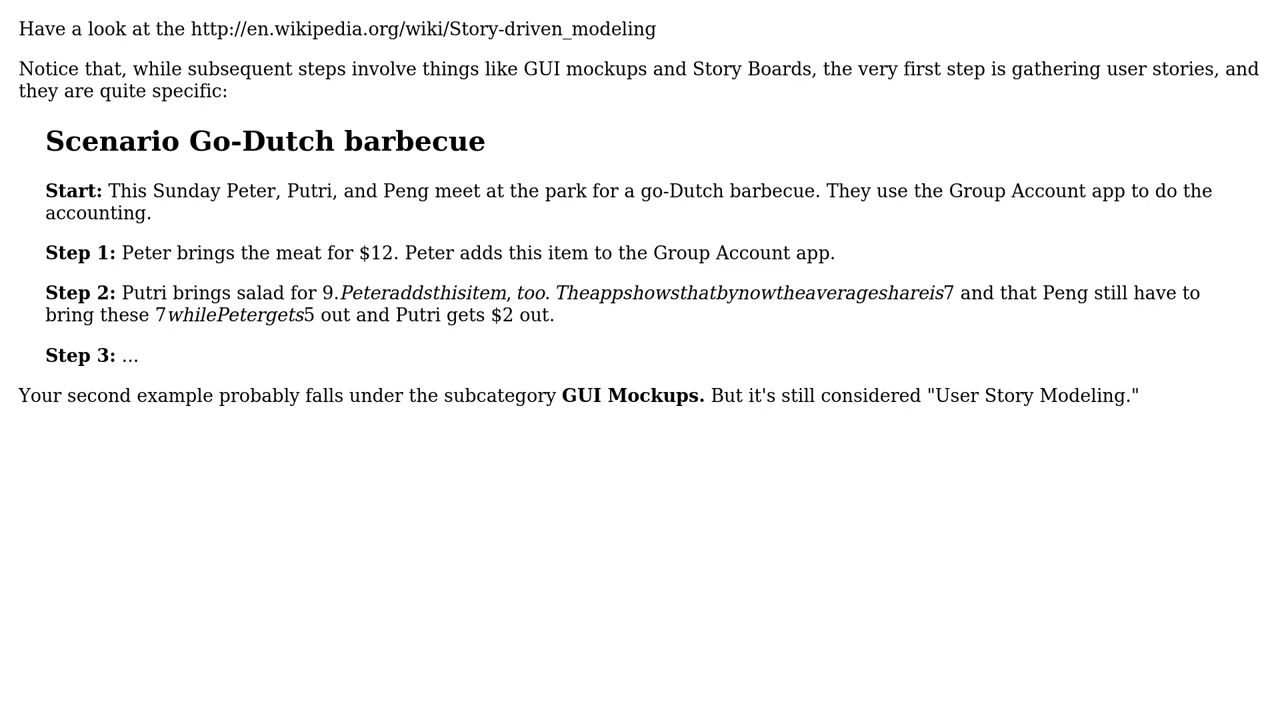 Have a look at the http://en.wikipedia.org/wiki/Story-driven_modeling
Notice that, while subsequent steps involve things like GUI mockups and Story Boards, the very first step is gathering user stories, and
they are quite specific:
Scenario Go-Dutch barbecue
Start: This Sunday Peter, Putri, and Peng meet at the park for a go-Dutch barbecue. They use the Group Account app to do the
accounting.
Step 1: Peter brings the meat for $12. Peter adds this item to the Group Account app.
Step 2: Putri brings salad for 9.Peteraddsthisitem, too. Theappshowsthatbynowtheaverageshareis7 and that Peng still have to
bring these 7whilePetergets5 out and Putri gets $2 out.
Step 3: ...
Your second example probably falls under the subcategory GUI Mockups. But it's still considered "User Story Modeling."